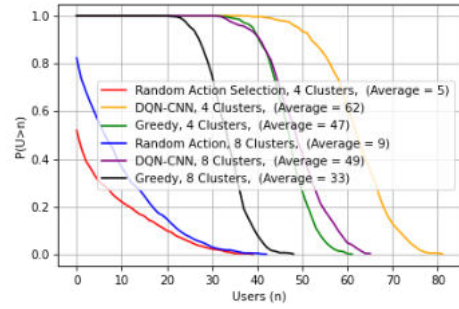 1.0
0.8
0.6
0.4
0.2
0.0
P(U>n)
Random Action Selection, 4 Clusters, (Average = 5)
DQN-CNN, 4 Clusters, (Average = 62)
Greedy, 4 Clusters, (Average = 47)
Random Action, 8 Clusters, (Average = 9)
DQN-CNN, 8 Clusters, (Average = 49)
Greedy, 8 Clusters, (Average = 33)
0 10 20 30 40 50 60 70 80
Users (n)